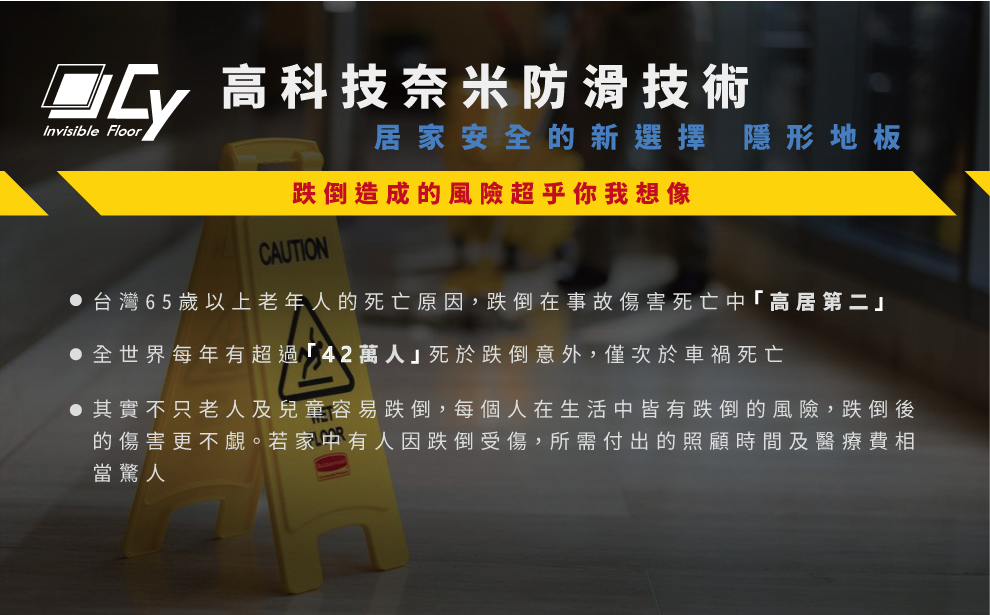 Cy
Invisible Floor
高科技奈米防滑技術
居家安全的新選擇 隱形地板
跌倒造成的風險超乎你我想像
CAUTION
台灣65歲以上老年人的死亡原因，跌倒在事故傷害死亡中「高居第二」
全世界每年有超過「42萬人」死於跌倒意外，僅次於車禍死亡
其實不只老人及兒童容易跌倒，每個人在生活中皆有跌倒的風險，跌倒後
的傷害更不覷。若家中有人因跌倒受傷，所需付出的照顧時間及醫療費相
當驚人
WET
FLOOR